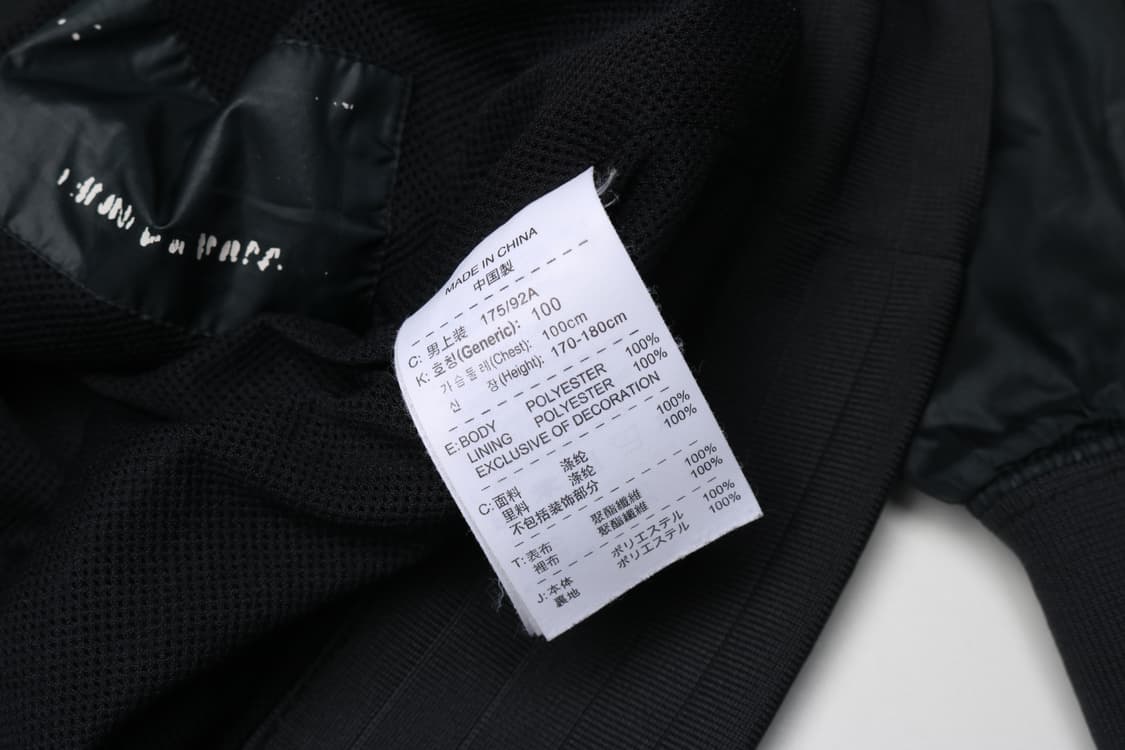 MADE IN CHINA
中国製
C: 男上装 175/92A
K: 호칭(Generic): 100
가슴둘레(Chest): 100cm
신 장(Height): 170-180cm
E: BODY POLYESTER 100%
LINING POLYESTER 100%
EXCLUSIVE OF DECORATION
C: 面料 涤纶 100%
里料 涤纶 100%
不包括装饰部分
T: 表布 聚酯纖維 100%
裡布 聚酯纖維 100%
J: 本体 ポリエステル 100%
裏地 ポリエステル 100%